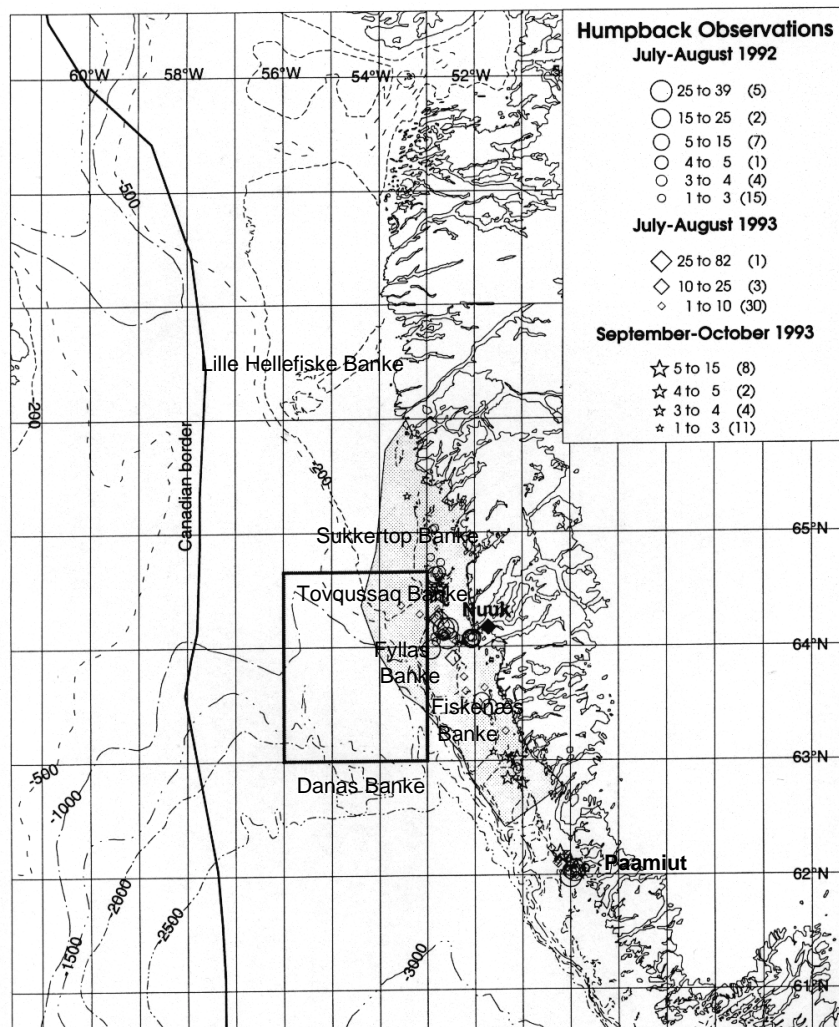 Humpback Observations
July-August 1992
25 to 39 (5)
15 to 25 (2)
5 to 15 (7)
4 to 5 (1)
3 to 4 (4)
1 to 3 (15)
July-August 1993
25 to 82 (1)
10 to 25 (3)
1 to 10 (30)
September-October 1993
5 to 15 (8)
4 to 5 (2)
3 to 4 (4)
1 to 3 (11)
60°W 58°W 56°W 54°W 52°W
-500
Lille Hellefiske Banke
-200
Canadian border
-200
Sukkertop Banke
65°N
Tovqussaq Banke
Nuuk
64°N
Fyllas
Banke
Fiskenæs
Banke
63°N
-500
Danas Banke
-1000
Paamiut
62°N
-2000
-1500
-2500
-3000
61°N